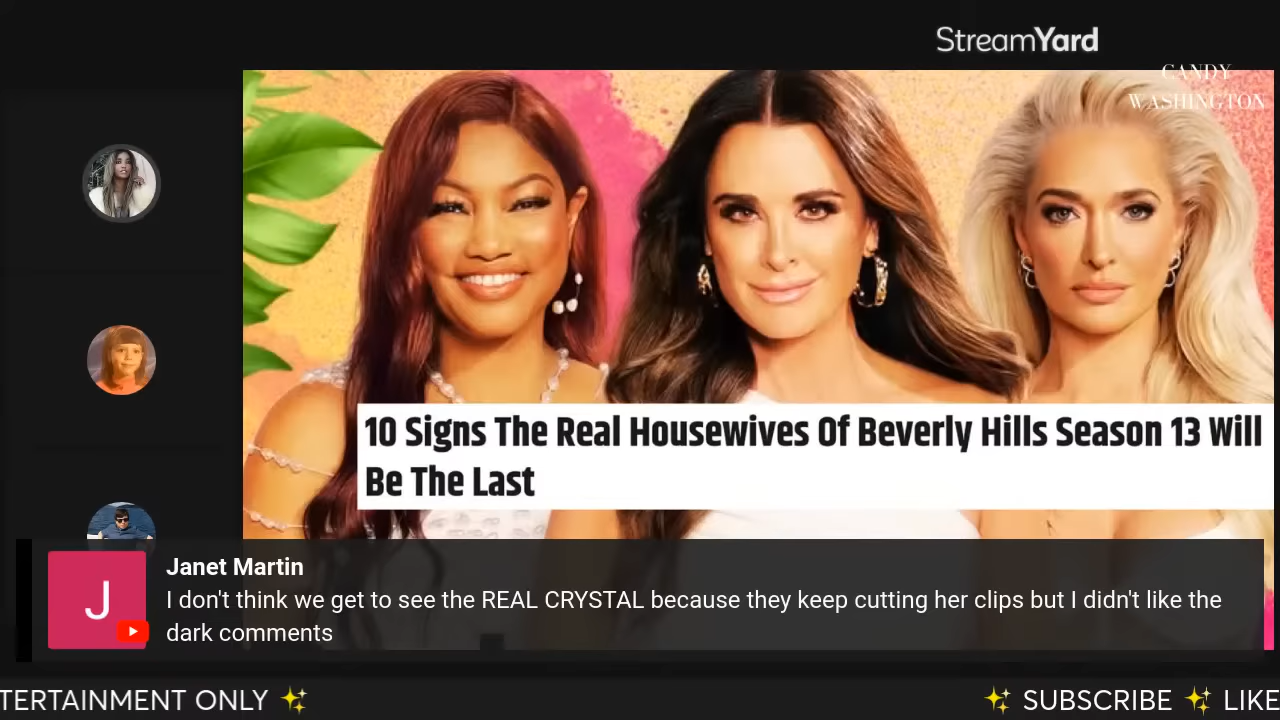 StreamYard
CANDY
WASHINGTON
10 Signs The Real Housewives Of Beverly Hills Season 13 Will
Be The Last
J
Janet Martin
I don't think we get to see the REAL CRYSTAL because they keep cutting her clips but I didn't like the
dark comments
TERTAINMENT ONLY ✨ ✨ SUBSCRIBE ✨ LIKE